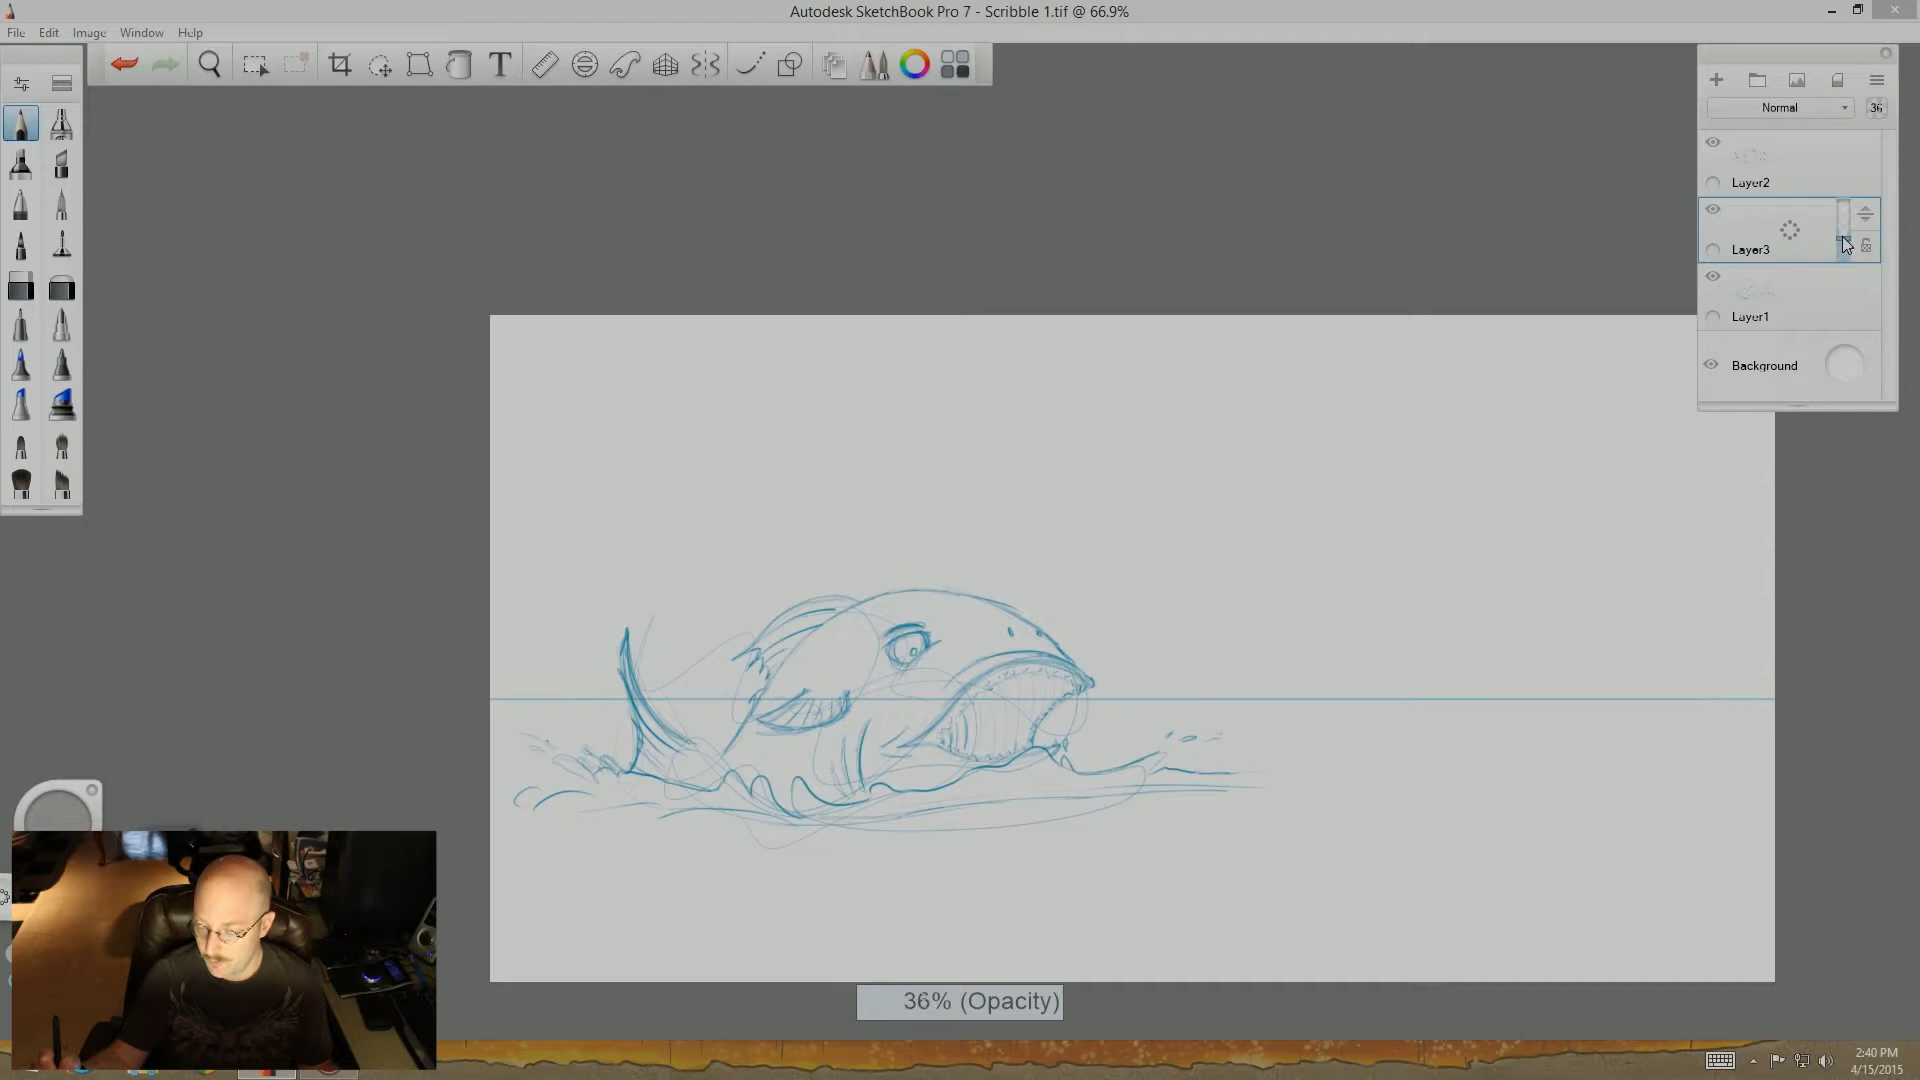 Autodesk SketchBook Pro 7 - Scribble 1.tif @ 66.9%
File Edit Image Window Help
T
Normal 36
Layer2
Layer3
Layer1
Background
36% (Opacity)
2:40 PM
4/15/2015